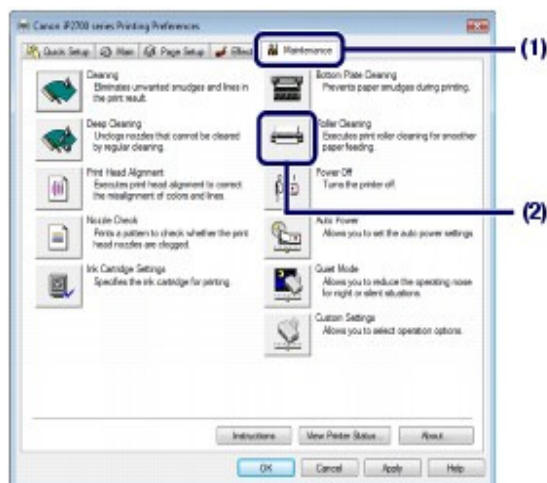 Canon iP2700 series Printing Preferences
Quick Setup Main Page Setup Effects Maintenance
(1)
Cleaning
Eliminates unwanted smudges and lines in
the print result.
Bottom Plate Cleaning
Prevents paper smudges during printing.
Deep Cleaning
Unclogs nozzles that cannot be cleared
by regular cleaning.
Roller Cleaning
Executes print roller cleaning for smoother
paper feeding.
Print Head Alignment
Executes print head alignment to correct
the misalignment of colors and lines.
Power Off
Turns the printer off.
(2)
Nozzle Check
Prints a pattern to check whether the print
head nozzles are clogged.
Auto Power
Allows you to set the auto power settings.
Ink Cartridge Settings
Specifies the ink cartridge for printing.
Quiet Mode
Allows you to reduce the operating noise
for night or silent situations.
Custom Settings
Allows you to select operation options.
Instructions View Printer Status... About...
OK Cancel Apply Help